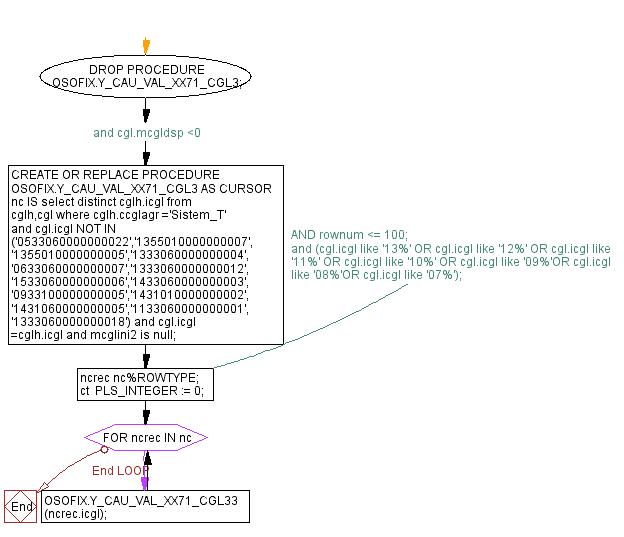 DROP PROCEDURE
OSOFIX.Y_CAU_VAL_XX71_CGL3;
and cgl.mcgldsp <0
CREATE OR REPLACE PROCEDURE
OSOFIX.Y_CAU_VAL_XX71_CGL3 AS CURSOR
nc IS select distinct cglh.icgl from
cglh,cgl where cglh.ccglagr ='Sistem_T'
and cgl.icgl NOT IN
('0533060000000022','1355010000000007',
'1355010000000005','1333060000000004',
'0633060000000007','1333060000000012',
'1533060000000006','1433060000000003',
'0933100000000005','1431010000000002',
'1431060000000005','1133060000000001',
'1333060000000018') and cgl.icgl
=cglh.icgl and mcglini2 is null;
AND rownum <= 100;
and (cgl.icgl like '13%' OR cgl.icgl like '12%' OR cgl.icgl like
'11%' OR cgl.icgl like '10%' OR cgl.icgl like '09%'OR cgl.icgl
like '08%'OR cgl.icgl like '07%');
ncrec nc%ROWTYPE;
ct PLS_INTEGER := 0;
FOR ncrec IN nc
End LOOP
End
OSOFIX.Y_CAU_VAL_XX71_CGL33
(ncrec.icgl);